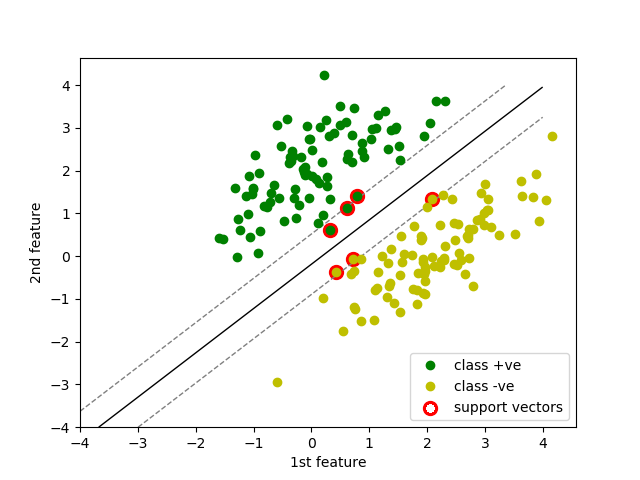 4
3
2
1
0
−1
−2
−3
−4
2nd feature
−4 −3 −2 −1 0 1 2 3 4
1st feature
class +ve
class -ve
support vectors